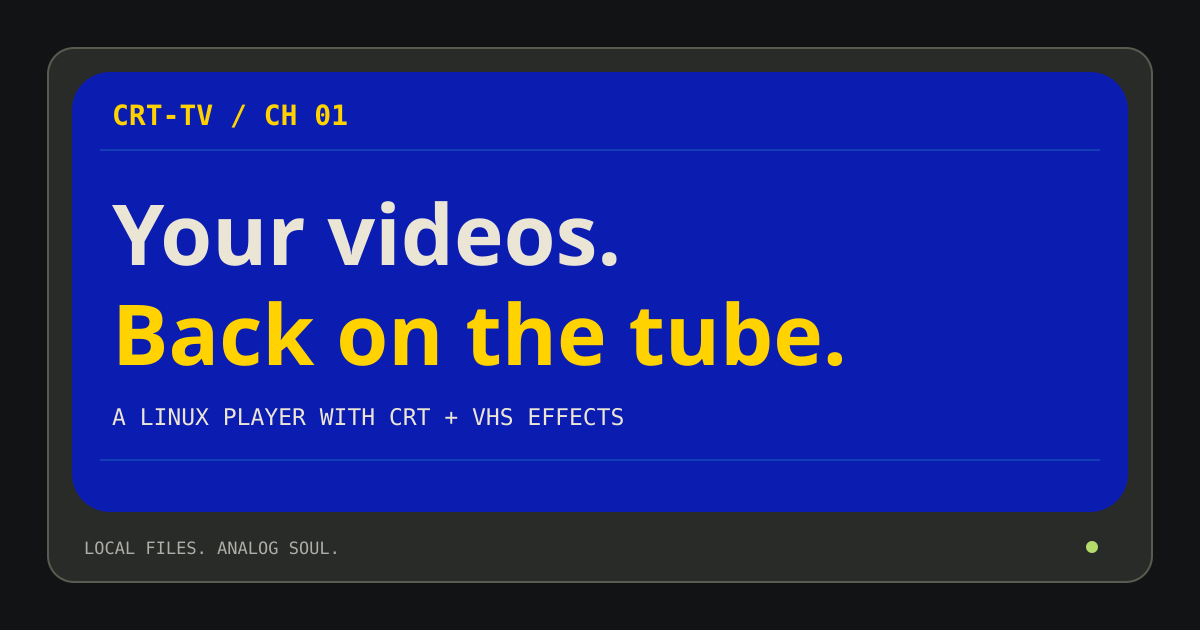 CRT-TV / CH 01
Your videos.
Back on the tube.
A LINUX PLAYER WITH CRT + VHS EFFECTS
LOCAL FILES. ANALOG SOUL.